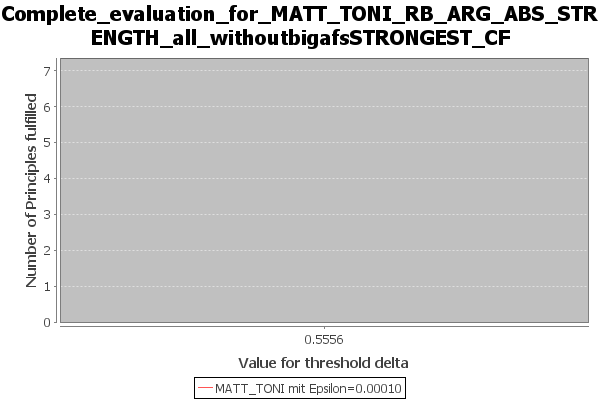 Complete_evaluation_for_MATT_TONI_RB_ARG_ABS_STR
ENGTH_all_withoutbigafsSTRONGEST_CF
Number of Principles fulfilled
7
6
5
4
3
2
1
0
0.5556
Value for threshold delta
MATT_TONI mit Epsilon=0.00010